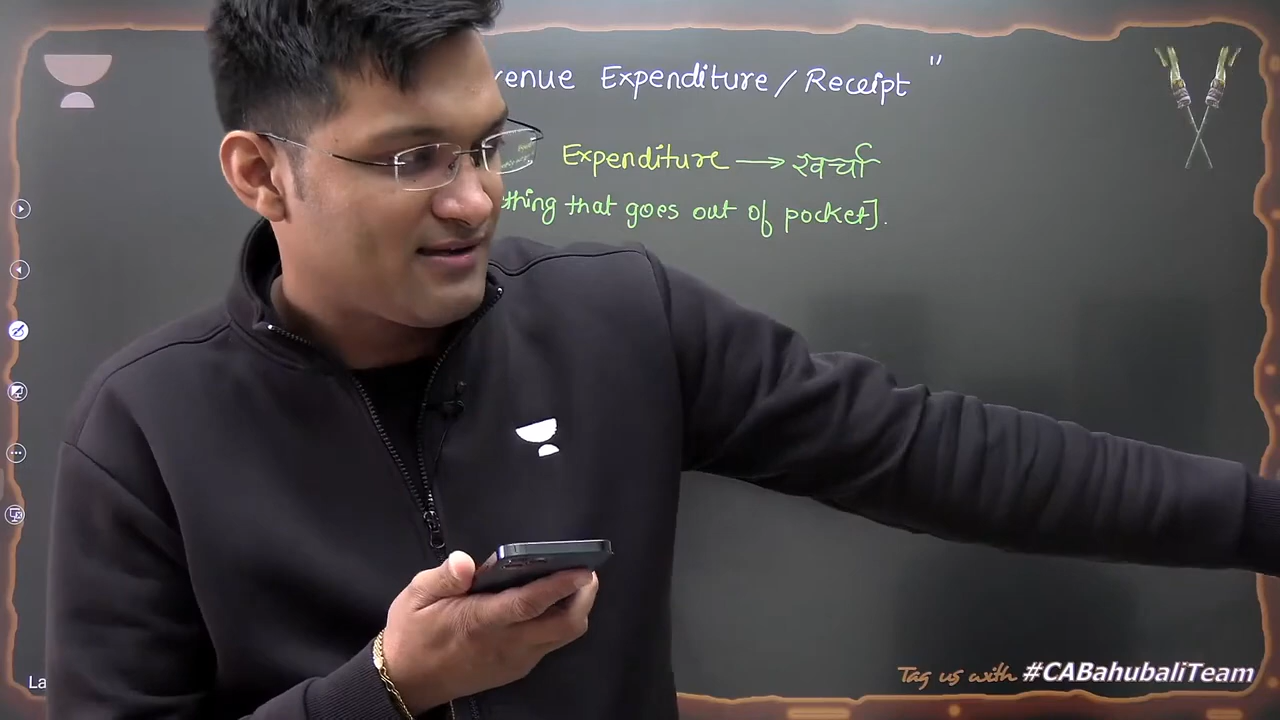 venue Expenditure / Receipt "
Expenditure → खर्चा
thing that goes out of pocket].
La
Tag us with #CABahubaliTeam